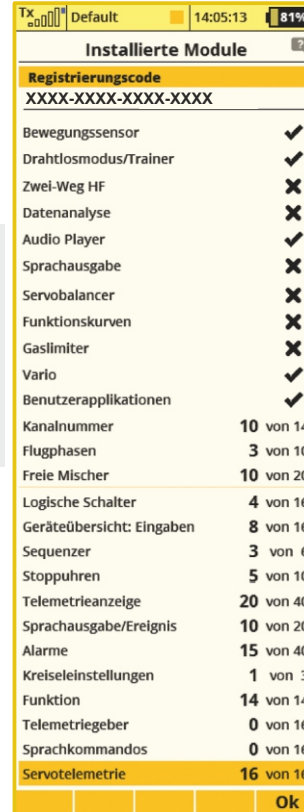 Tx Default 14:05:13 81%
Installierte Module ?
Registrierungscode
XXXX-XXXX-XXXX-XXXX
Bewegungssensor ✔
Drahtlosmodus/Trainer ✔
Zwei-Weg HF ✖
Datenanalyse ✖
Audio Player ✔
Sprachausgabe ✖
Servobalancer ✖
Funktionskurven ✖
Gaslimiter ✖
Vario ✔
Benutzerapplikationen ✔
Kanalnummer 10 von 14
Flugphasen 3 von 10
Freie Mischer 10 von 20
Logische Schalter 4 von 16
Geräteübersicht: Eingaben 8 von 16
Sequenzer 3 von 6
Stoppuhren 5 von 10
Telemetrieanzeige 20 von 40
Sprachausgabe/Ereignis 10 von 20
Alarme 15 von 40
Kreiseleinstellungen 1 von 3
Funktion 14 von 14
Telemetriegeber 0 von 16
Sprachkommandos 0 von 16
Servotelemetrie 16 von 16
Ok